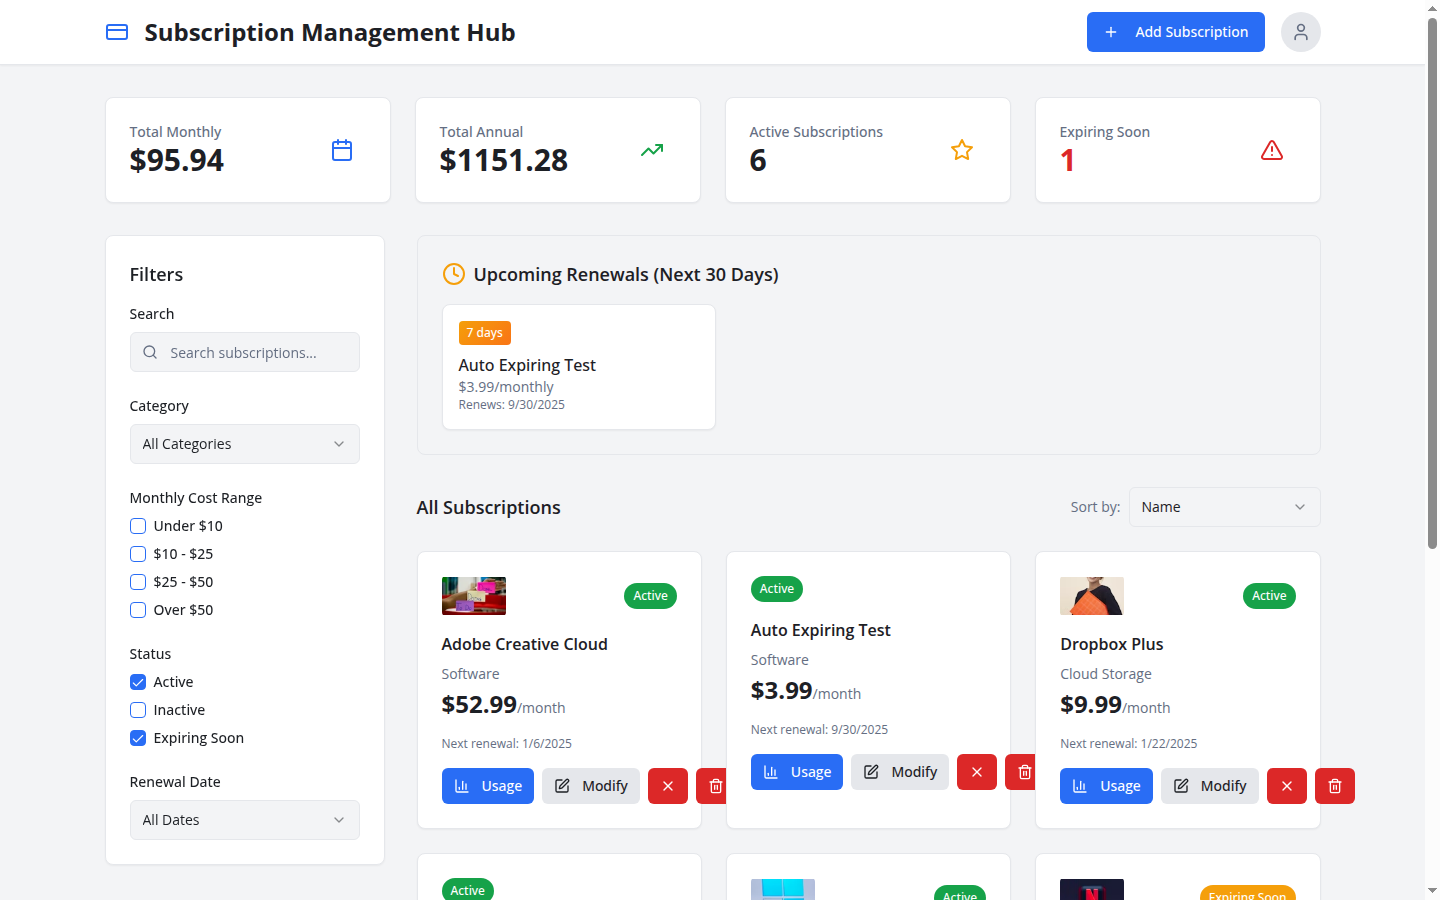 Subscription Management Hub
Add Subscription
Total Monthly
$95.94
Total Annual
$1151.28
Active Subscriptions
6
Expiring Soon
1
Filters
Search
Search subscriptions...
Category
All Categories
Monthly Cost Range
Under $10
$10 - $25
$25 - $50
Over $50
Status
Active
Inactive
Expiring Soon
Renewal Date
All Dates
Upcoming Renewals (Next 30 Days)
7 days
Auto Expiring Test
$3.99/monthly
Renews: 9/30/2025
All Subscriptions
Sort by:
Name
Active
Adobe Creative Cloud
Software
$52.99/month
Next renewal: 1/6/2025
Usage
Modify
Active
Auto Expiring Test
Software
$3.99/month
Next renewal: 9/30/2025
Usage
Modify
Active
Dropbox Plus
Cloud Storage
$9.99/month
Next renewal: 1/22/2025
Usage
Modify
Active
Active
Expiring Soon